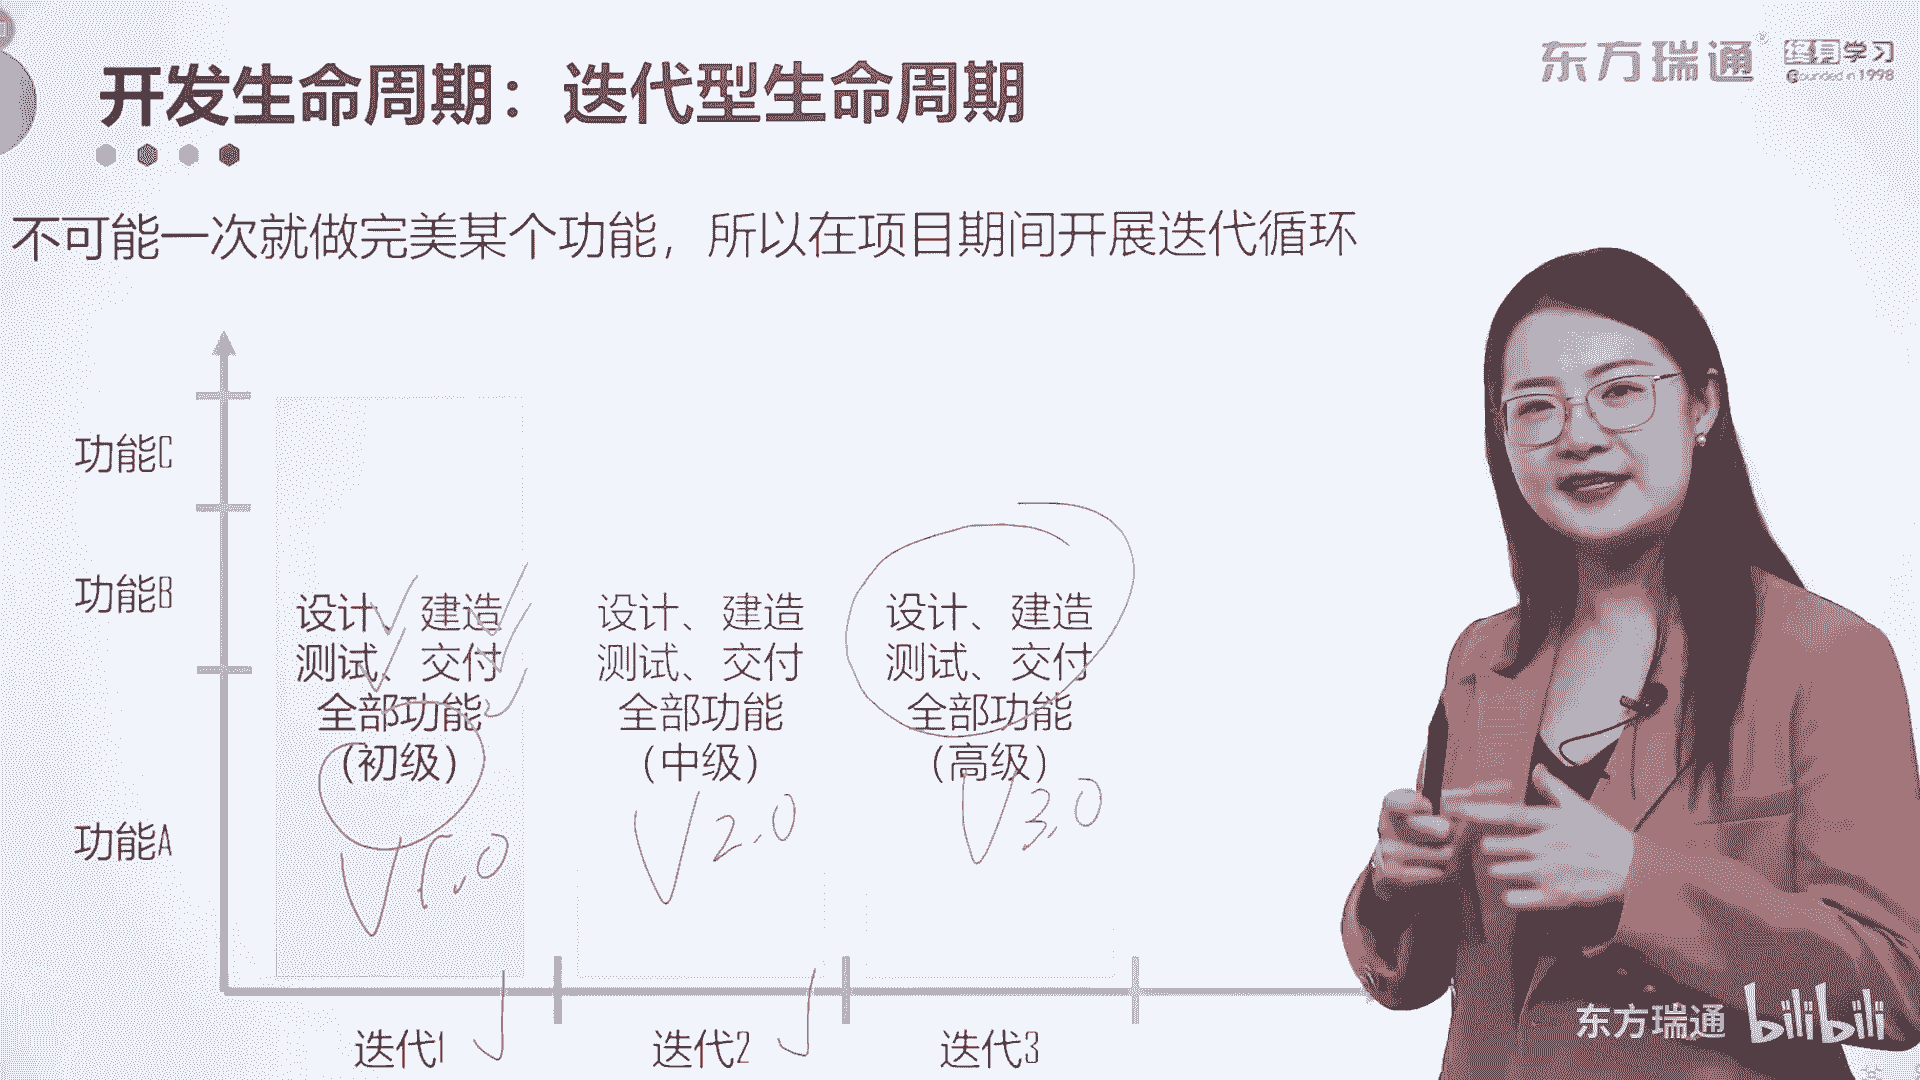 开发生命周期：迭代型生命周期
东方瑞通®
终身学习
Founded in 1998
不可能一次就做完美某个功能，所以在项目期间开展迭代循环
功能C
功能B
功能A
设计、建造
测试、交付
全部功能
（初级）
V1.0
设计、建造
测试、交付
全部功能
（中级）
V2.0
设计、建造
测试、交付
全部功能
（高级）
V3.0
迭代1
迭代2
迭代3
东方瑞通 bilibili